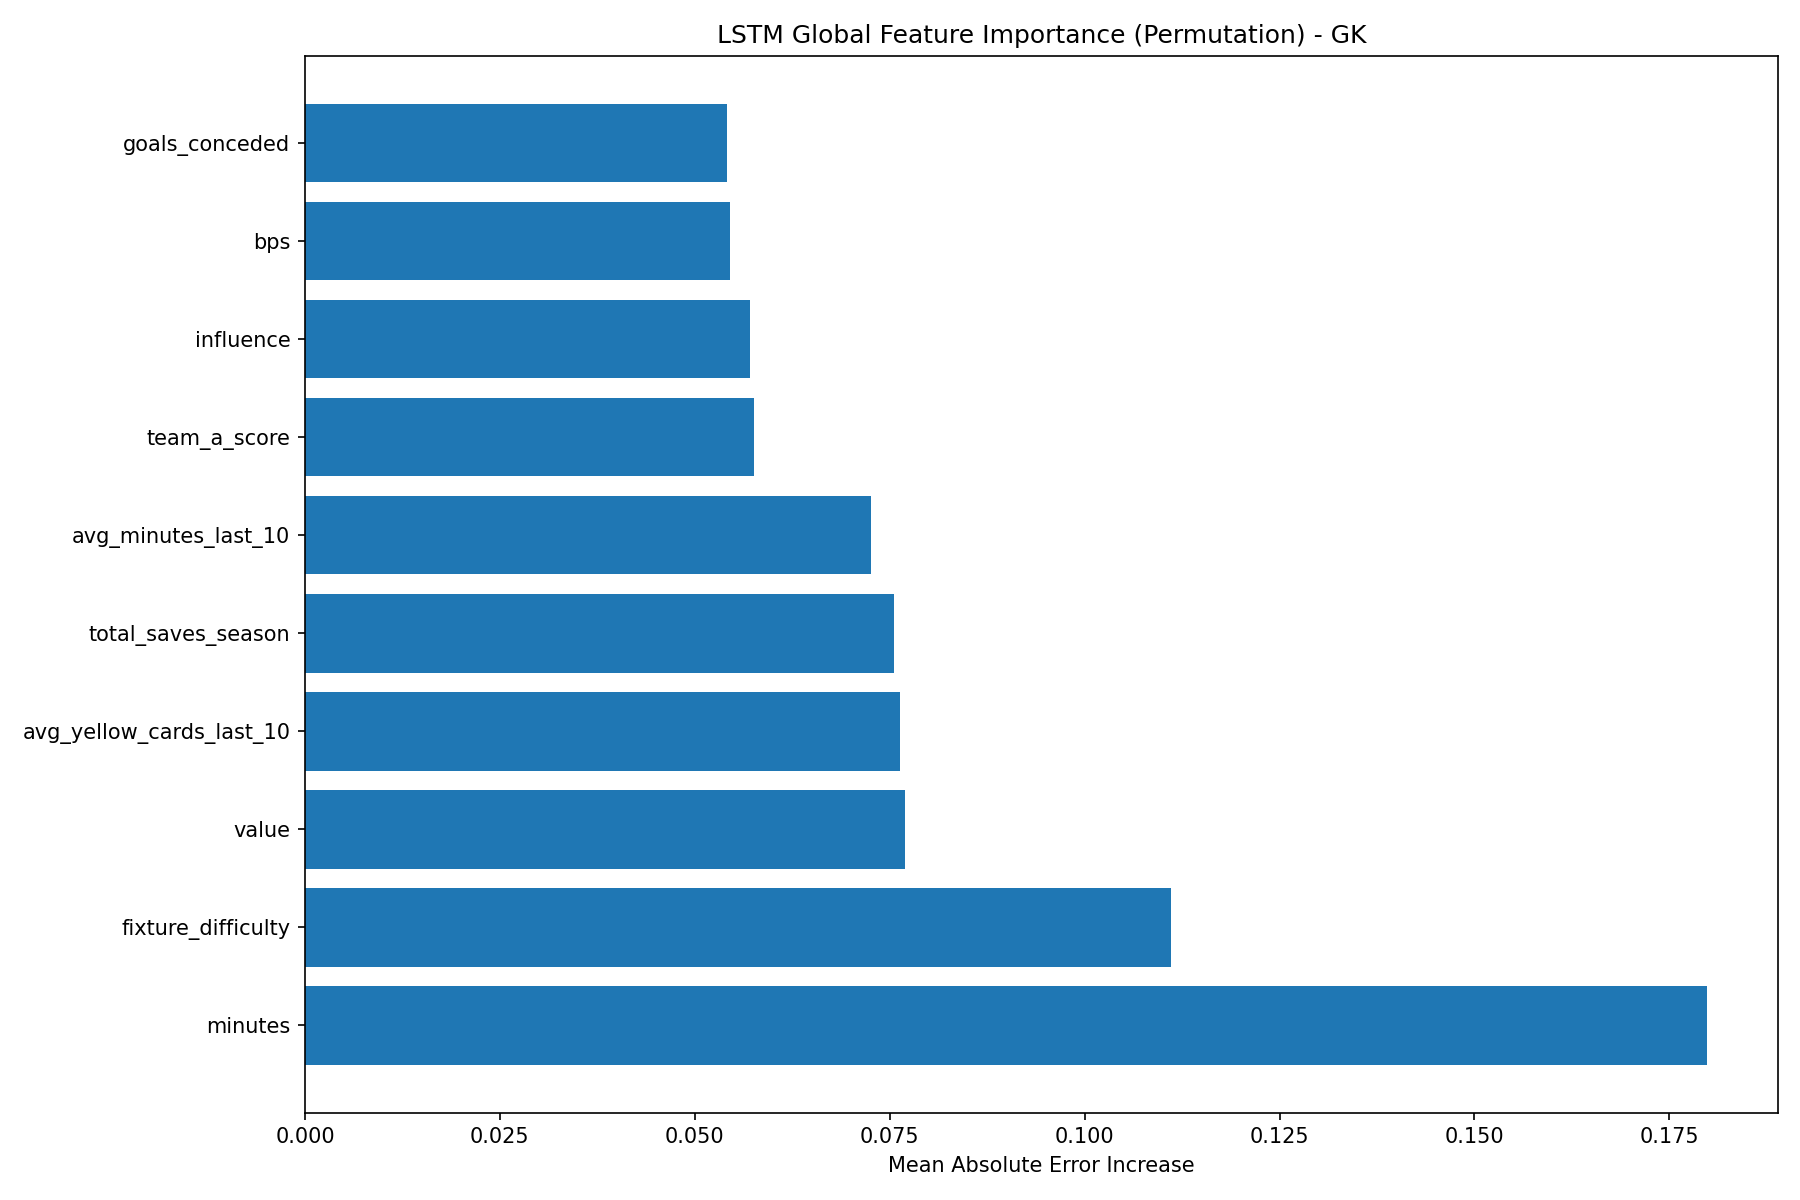 LSTM Global Feature Importance (Permutation) - GK
goals_conceded
bps
influence
team_a_score
avg_minutes_last_10
total_saves_season
avg_yellow_cards_last_10
value
fixture_difficulty
minutes
0.000 0.025 0.050 0.075 0.100 0.125 0.150 0.175
Mean Absolute Error Increase